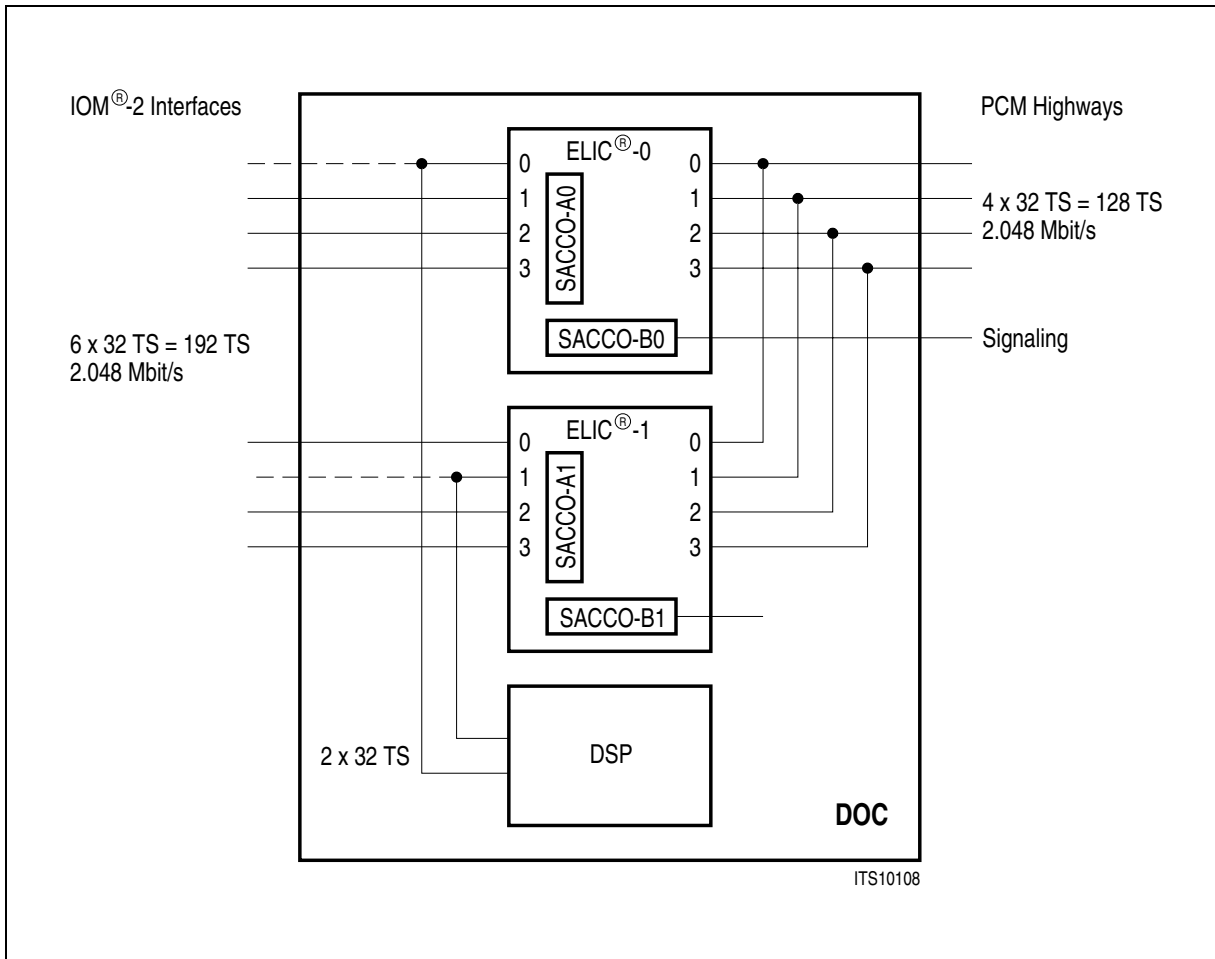 IOM®-2 Interfaces
PCM Highways
ELIC®-0
0
1
2
3
SACCO-A0
0
1
2
3
SACCO-B0
4 x 32 TS = 128 TS
2.048 Mbit/s
Signaling
6 x 32 TS = 192 TS
2.048 Mbit/s
ELIC®-1
0
1
2
3
SACCO-A1
0
1
2
3
SACCO-B1
2 x 32 TS
DSP
DOC
ITS10108